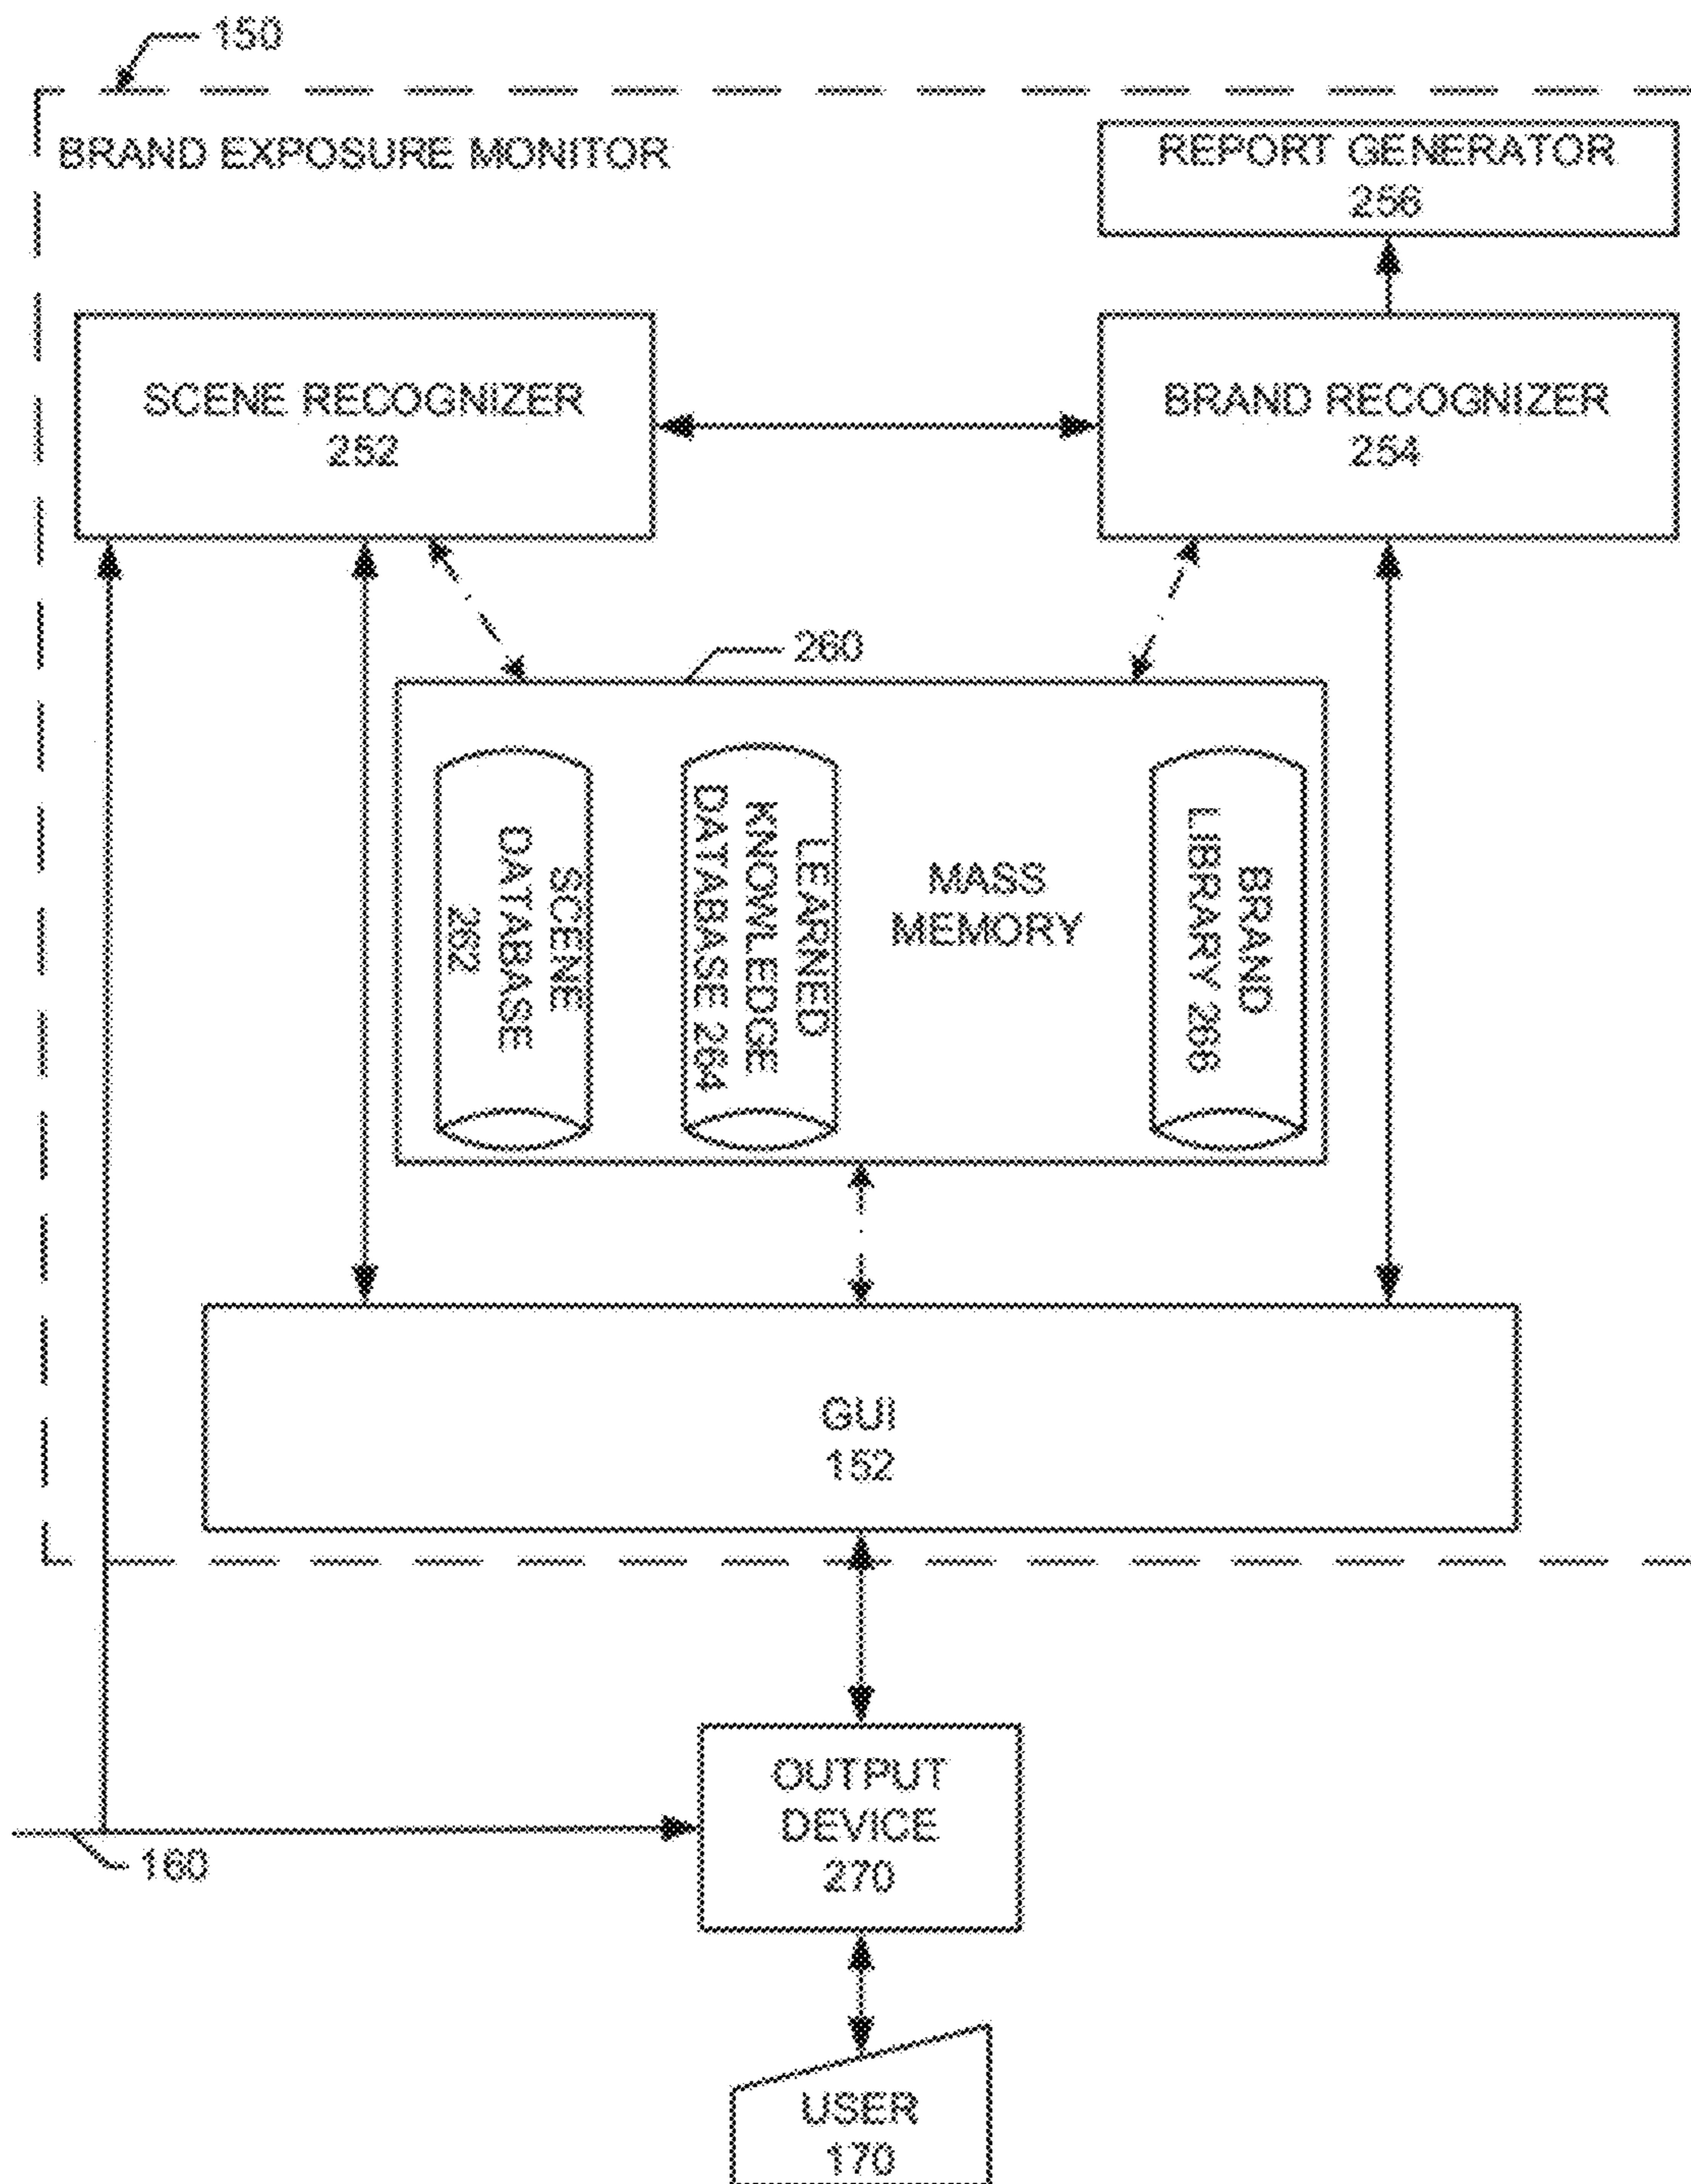 150
BRAND EXPOSURE MONITOR
REPORT GENERATOR
256
SCENE RECOGNIZER
252
BRAND RECOGNIZER
254
260
SCENE
DATABASE
262
LEARNED
KNOWLEDGE
DATABASE 264
MASS
MEMORY
BRAND
LIBRARY 266
GUI
152
OUTPUT
DEVICE
270
160
USER
170